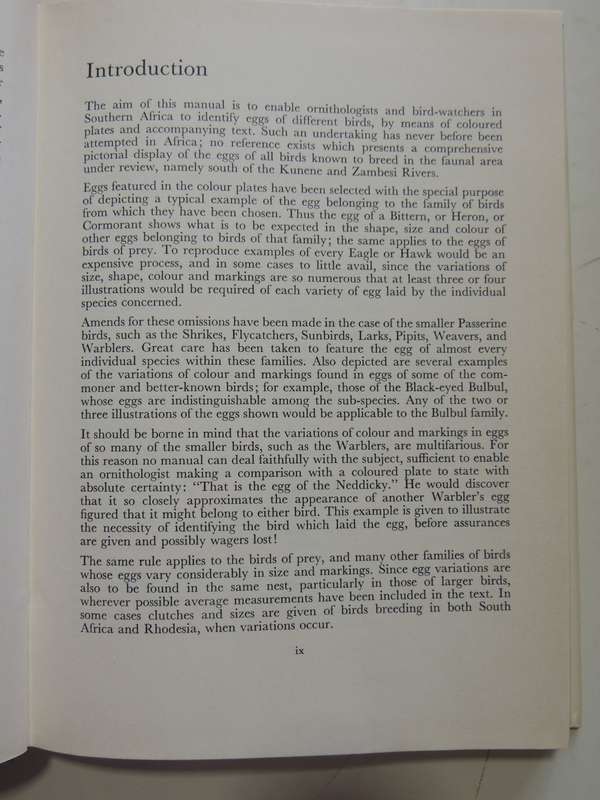 Introduction
The aim of this manual is to enable ornithologists and bird-watchers in
Southern Africa to identify eggs of different birds, by means of coloured
plates and accompanying text. Such an undertaking has never before been
attempted in Africa; no reference exists which presents a comprehensive
pictorial display of the eggs of all birds known to breed in the faunal area
under review, namely south of the Kunene and Zambesi Rivers.
Eggs featured in the colour plates have been selected with the special purpose
of depicting a typical example of the egg belonging to the family of birds
from which they have been chosen. Thus the egg of a Bittern, or Heron, or
Cormorant shows what is to be expected in the shape, size and colour of
other eggs belonging to birds of that family; the same applies to the eggs of
birds of prey. To reproduce examples of every Eagle or Hawk would be an
expensive process, and in some cases to little avail, since the variations of
size, shape, colour and markings are so numerous that at least three or four
illustrations would be required of each variety of egg laid by the individual
species concerned.
Amends for these omissions have been made in the case of the smaller Passerine
birds, such as the Shrikes, Flycatchers, Sunbirds, Larks, Pipits, Weavers, and
Warblers. Great care has been taken to feature the egg of almost every
individual species within these families. Also depicted are several examples
of the variations of colour and markings found in eggs of some of the com-
moner and better-known birds; for example, those of the Black-eyed Bulbul,
whose eggs are indistinguishable among the sub-species. Any of the two or
three illustrations of the eggs shown would be applicable to the Bulbul family.
It should be borne in mind that the variations of colour and markings in eggs
of so many of the smaller birds, such as the Warblers, are multifarious. For
this reason no manual can deal faithfully with the subject, sufficient to enable
an ornithologist making a comparison with a coloured plate to state with
absolute certainty: “That is the egg of the Neddicky.” He would discover
that it so closely approximates the appearance of another Warbler’s egg
figured that it might belong to either bird. This example is given to illustrate
the necessity of identifying the bird which laid the egg, before assurances
are given and possibly wagers lost!
The same rule applies to the birds of prey, and many other families of birds
whose eggs vary considerably in size and markings. Since egg variations are
also to be found in the same nest, particularly in those of larger birds,
wherever possible average measurements have been included in the text. In
some cases clutches and sizes are given of birds breeding in both South
Africa and Rhodesia, when variations occur.
ix